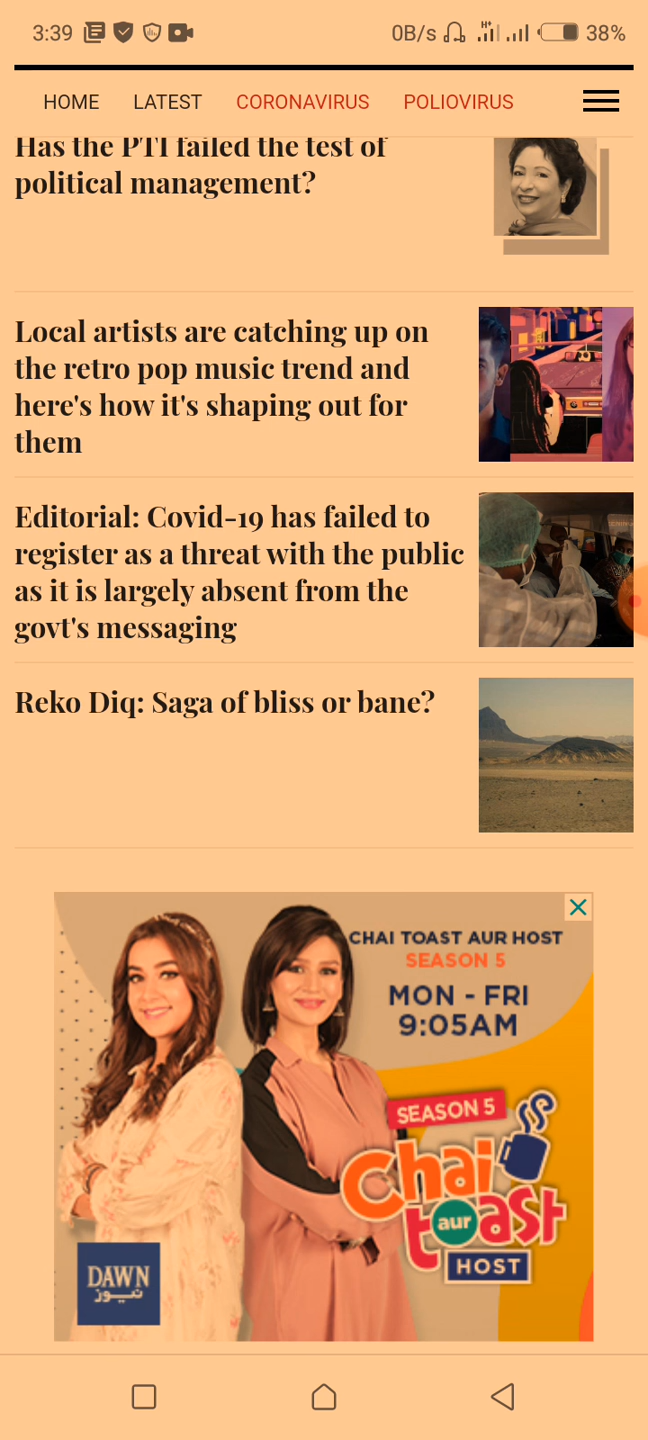 3:39
0B/s
H+
38%
HOME
LATEST
CORONAVIRUS
POLIOVIRUS
Has the PTI failed the test of
political management?
Local artists are catching up on
the retro pop music trend and
here's how it's shaping out for
them
Editorial: Covid-19 has failed to
register as a threat with the public
as it is largely absent from the
govt's messaging
Reko Diq: Saga of bliss or bane?
CHAI TOAST AUR HOST
SEASON 5
MON - FRI
9:05AM
SEASON 5
Chai
toast
aur
HOST
DAWN
نیوز